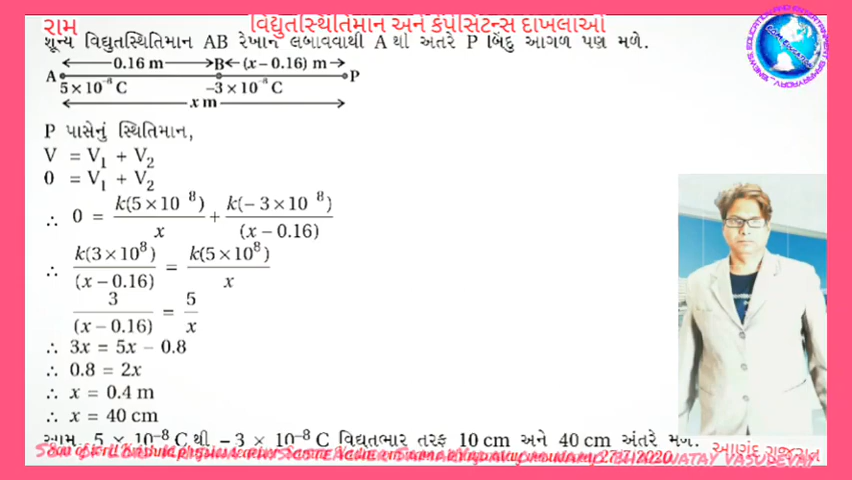 રામ
વિદ્યુતસ્થિતિમાન અને કેપેસિટન્સ દાખલાઓ
શૂન્ય વિદ્યુતસ્થિતિમાન AB રેખાને લંબાવવાથી A થી અંતરે P બિંદુ આગળ પણ મળે.
0.16 m B (x – 0.16) m
A P
5 × 10⁻⁸ C –3 × 10⁻⁸ C
x m
P પાસેનું સ્થિતિમાન,
V = V₁ + V₂
0 = V₁ + V₂
∴ 0 = k(5 × 10 ⁸)/x + k(– 3 × 10 ⁸)/(x – 0.16)
∴ k(3 × 10⁸)/(x – 0.16) = k(5 × 10⁸)/x
3/(x – 0.16) = 5/x
∴ 3x = 5x – 0.8
∴ 0.8 = 2x
∴ x = 0.4 m
∴ x = 40 cm
આમ, 5 × 10⁻⁸ C થી – 3 × 10⁻⁸ C વિદ્યુતભાર તરફ 10 cm અને 40 cm અંતરે મળે.
આણંદ ગુજરાત
27/7/2020